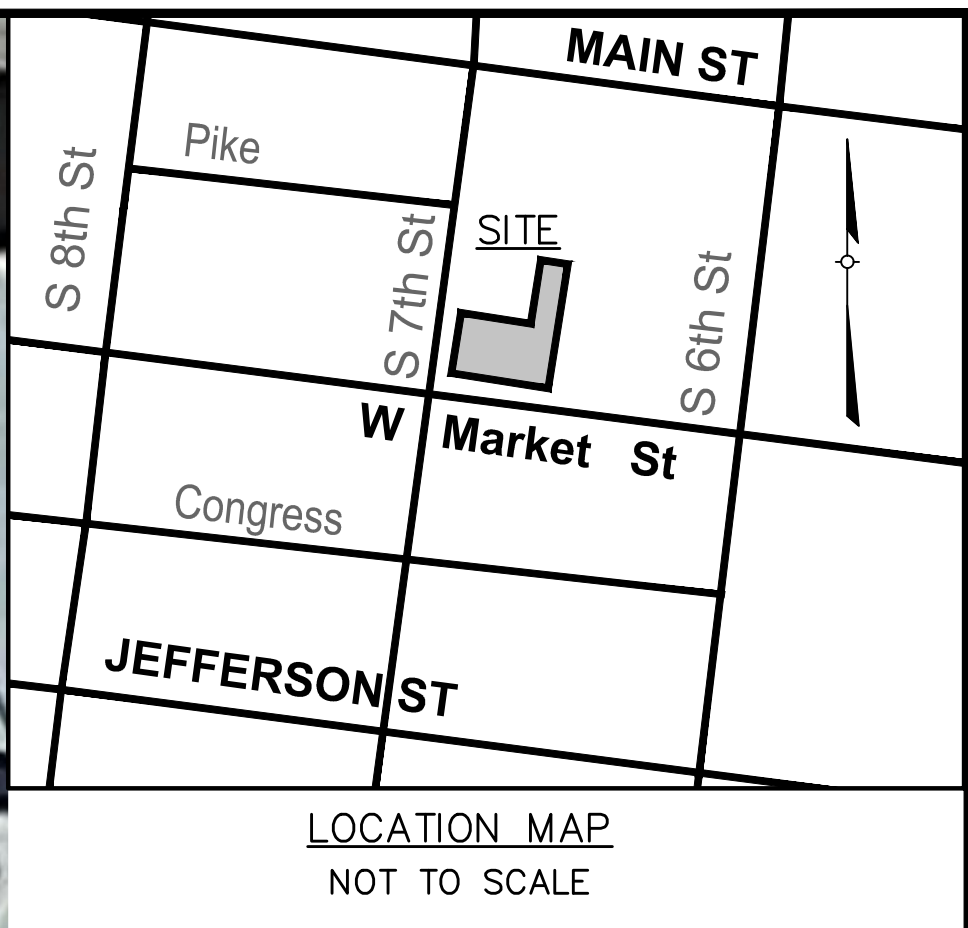 MAIN ST
Pike
S 8th St
SITE
S 7th St
S 6th St
W Market St
Congress
JEFFERSON ST
LOCATION MAP
NOT TO SCALE